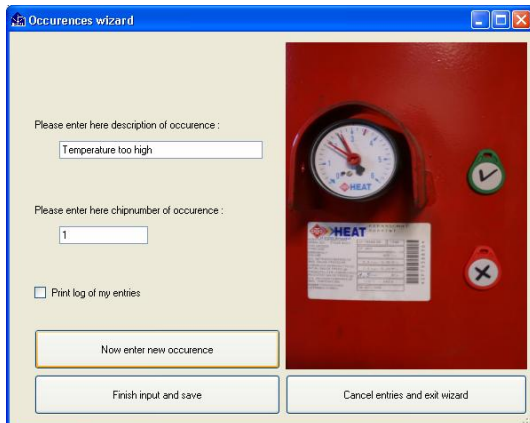 Occurences wizard
Please enter here description of occurence :
Temperature too high
Please enter here chipnumber of occurence :
1
Print log of my entries
Now enter new occurence
Finish input and save
Cancel entries and exit wizard
HEAT
HEAT